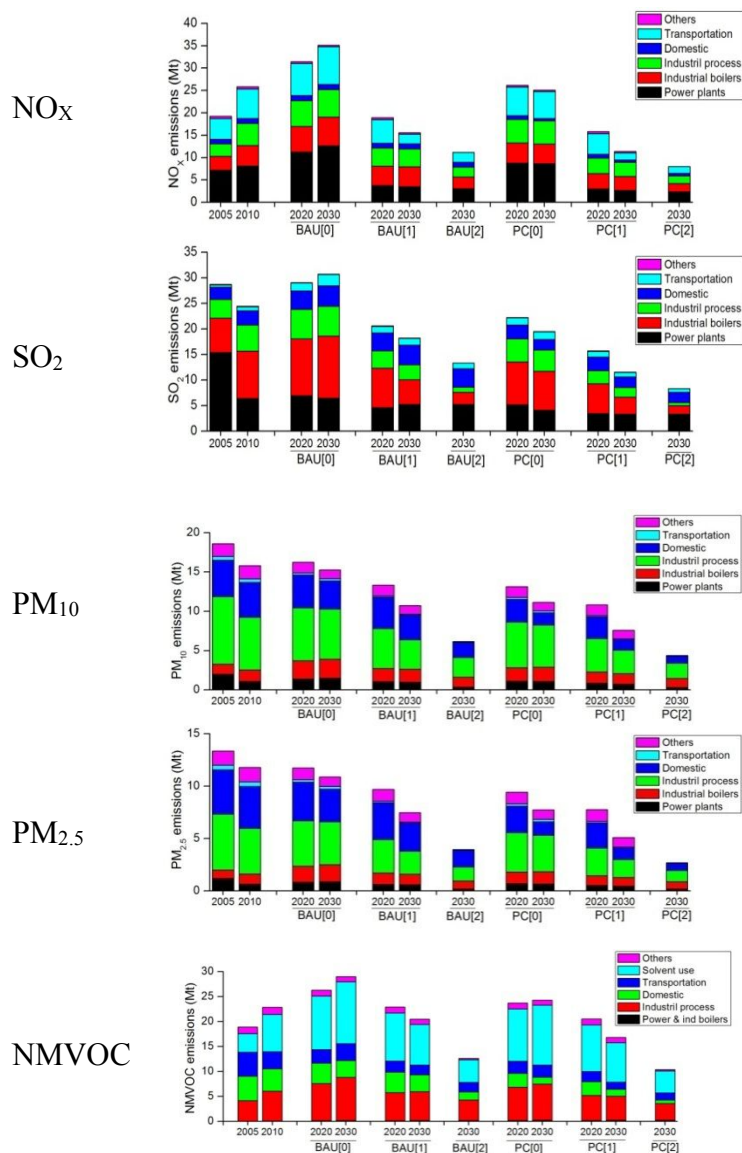 NOX
NOX emissions (Mt)
40
35
30
25
20
15
10
5
0
Others
Transportation
Domestic
Industril process
Industrial boilers
Power plants
2005 2010 2020 2030 2020 2030 2030 2020 2030 2020 2030 2030
BAU[0] BAU[1] BAU[2] PC[0] PC[1] PC[2]
SO2
SO2 emissions (Mt)
35
30
25
20
15
10
5
0
Others
Transportation
Domestic
Industril process
Industrial boilers
Power plants
2005 2010 2020 2030 2020 2030 2030 2020 2030 2020 2030 2030
BAU[0] BAU[1] BAU[2] PC[0] PC[1] PC[2]
PM10
PM10 emissions (Mt)
20
15
10
5
0
Others
Transportation
Domestic
Industril process
Industrial boilers
Power plants
2005 2010 2020 2030 2020 2030 2030 2020 2030 2020 2030 2030
BAU[0] BAU[1] BAU[2] PC[0] PC[1] PC[2]
PM2.5
PM2.5 emissions (Mt)
15
10
5
0
Others
Transportation
Domestic
Industril process
Industrial boilers
Power plants
2005 2010 2020 2030 2020 2030 2030 2020 2030 2020 2030 2030
BAU[0] BAU[1] BAU[2] PC[0] PC[1] PC[2]
NMVOC
NMVOC emissions (Mt)
30
25
20
15
10
5
0
Others
Solvent use
Transportation
Domestic
Industril process
Power & ind boilers
2005 2010 2020 2030 2020 2030 2030 2020 2030 2020 2030 2030
BAU[0] BAU[1] BAU[2] PC[0] PC[1] PC[2]